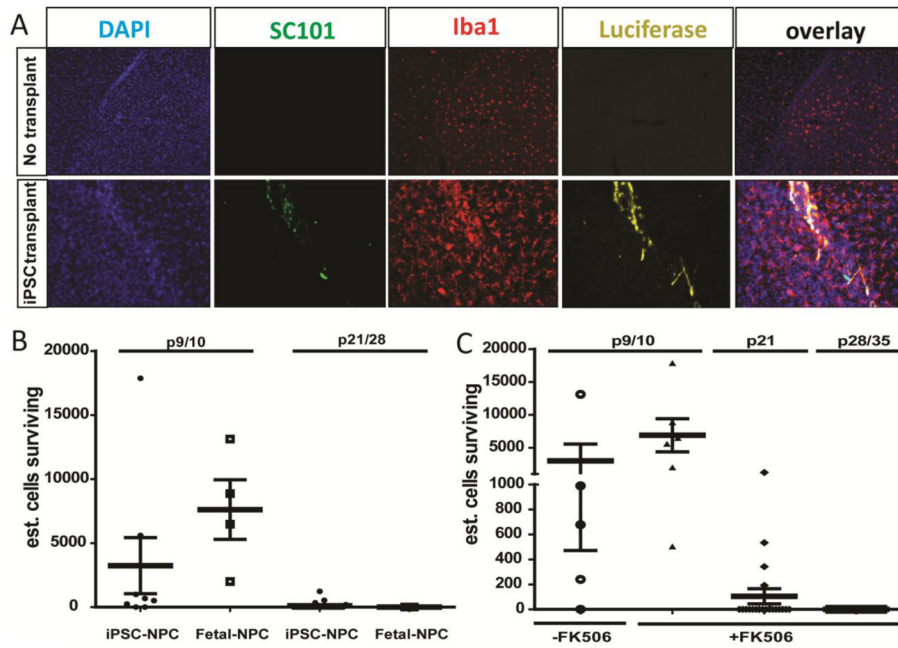 A
DAPI SC101 Iba1 Luciferase overlay
No transplant
iPSCtransplant
B
p9/10 p21/28
est. cells surviving
20000
15000
10000
5000
0
iPSC-NPC Fetal-NPC iPSC-NPC Fetal-NPC
C
p9/10 p21 p28/35
est. cells surviving
20000
15000
10000
5000
1000
800
600
400
200
0
-FK506 +FK506